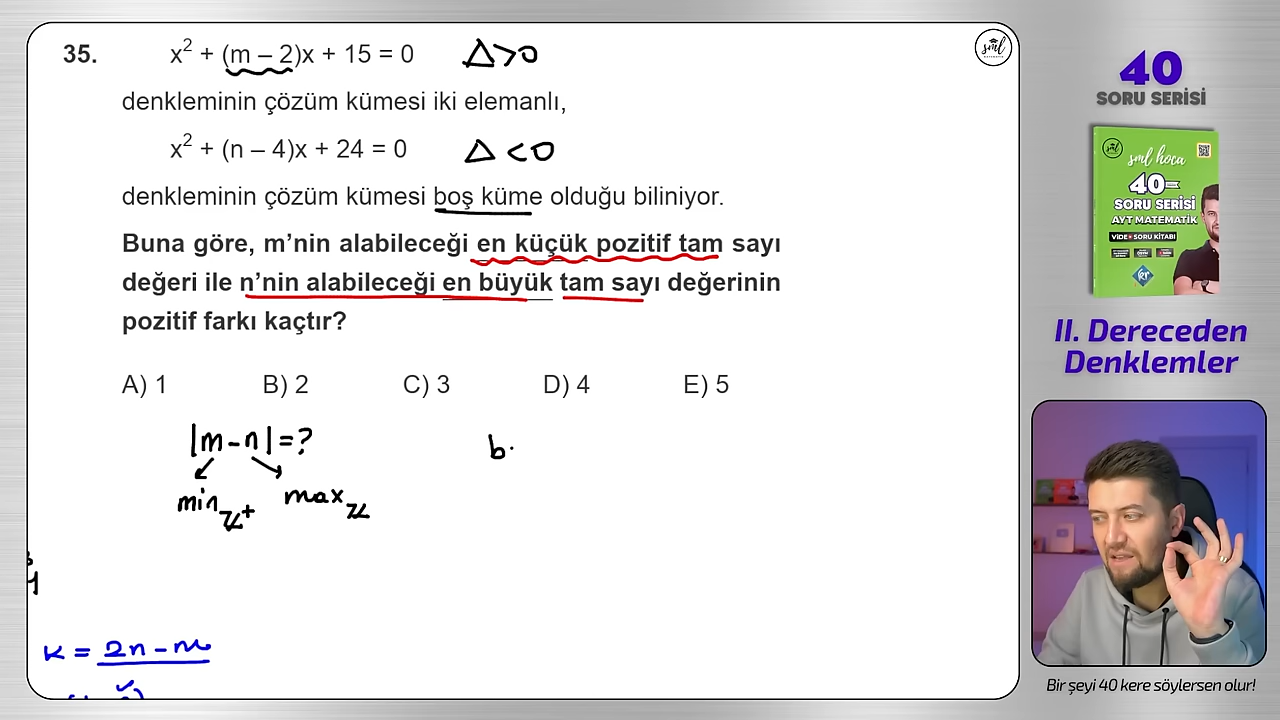 35. x² + (m – 2)x + 15 = 0 Δ>0
denkleminin çözüm kümesi iki elemanlı,
x² + (n – 4)x + 24 = 0 Δ <0
denkleminin çözüm kümesi boş küme olduğu biliniyor.
Buna göre, m’nin alabileceği en küçük pozitif tam sayı
değeri ile n’nin alabileceği en büyük tam sayı değerinin
pozitif farkı kaçtır?
A) 1 B) 2 C) 3 D) 4 E) 5
|m-n|=? b
min ℤ⁺ max ℤ
K = 2n - m
sml
40
SORU SERİSİ
sml hoca
40
SORU SERİSİ
AYT MATEMATİK
VİDEO SORU KİTABI
II. Dereceden
Denklemler
Bir şeyi 40 kere söylersen olur!